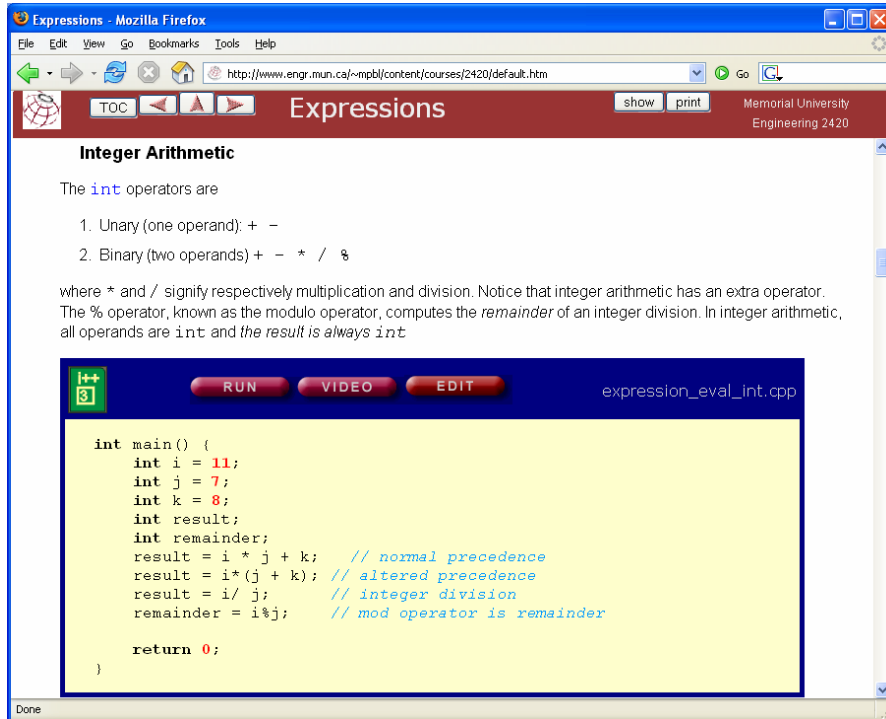 Expressions - Mozilla Firefox
File Edit View Go Bookmarks Tools Help
http://www.engr.mun.ca/~mpbl/content/courses/2420/default.htm Go G
TOC Expressions show print Memorial University
Engineering 2420
Integer Arithmetic
The int operators are
1. Unary (one operand): + -
2. Binary (two operands) + - * / %
where * and / signify respectively multiplication and division. Notice that integer arithmetic has an extra operator.
The % operator, known as the modulo operator, computes the remainder of an integer division. In integer arithmetic,
all operands are int and the result is always int
i++
3
RUN VIDEO EDIT expression_eval_int.cpp
int main() {
int i = 11;
int j = 7;
int k = 8;
int result;
int remainder;
result = i * j + k; // normal precedence
result = i*(j + k); // altered precedence
result = i/ j; // integer division
remainder = i%j; // mod operator is remainder
return 0;
}
Done